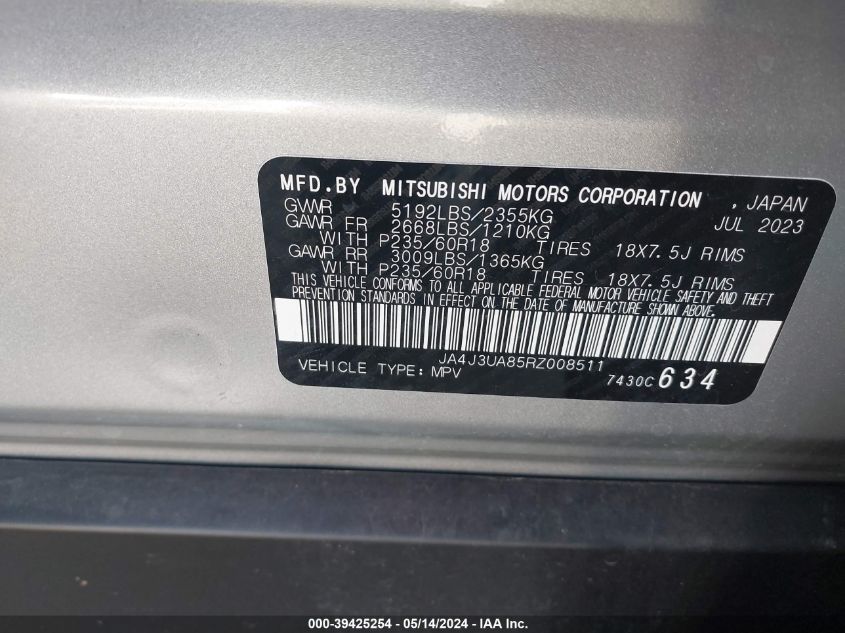 MFD.BY MITSUBISHI MOTORS CORPORATION , JAPAN
GVWR 5192LBS/2355KG JUL 2023
GAWR FR 2668LBS/1210KG
WITH P235/60R18 TIRES 18X7.5J RIMS
GAWR RR 3009LBS/1365KG
WITH P235/60R18 TIRES 18X7.5J RIMS
THIS VEHICLE CONFORMS TO ALL APPLICABLE FEDERAL MOTOR VEHICLE SAFETY AND THEFT
PREVENTION STANDARDS IN EFFECT ON THE DATE OF MANUFACTURE SHOWN ABOVE.
JA4J3UA85RZ008511
VEHICLE TYPE: MPV 7430C 634
000-39425254 - 05/14/2024 - IAA Inc.